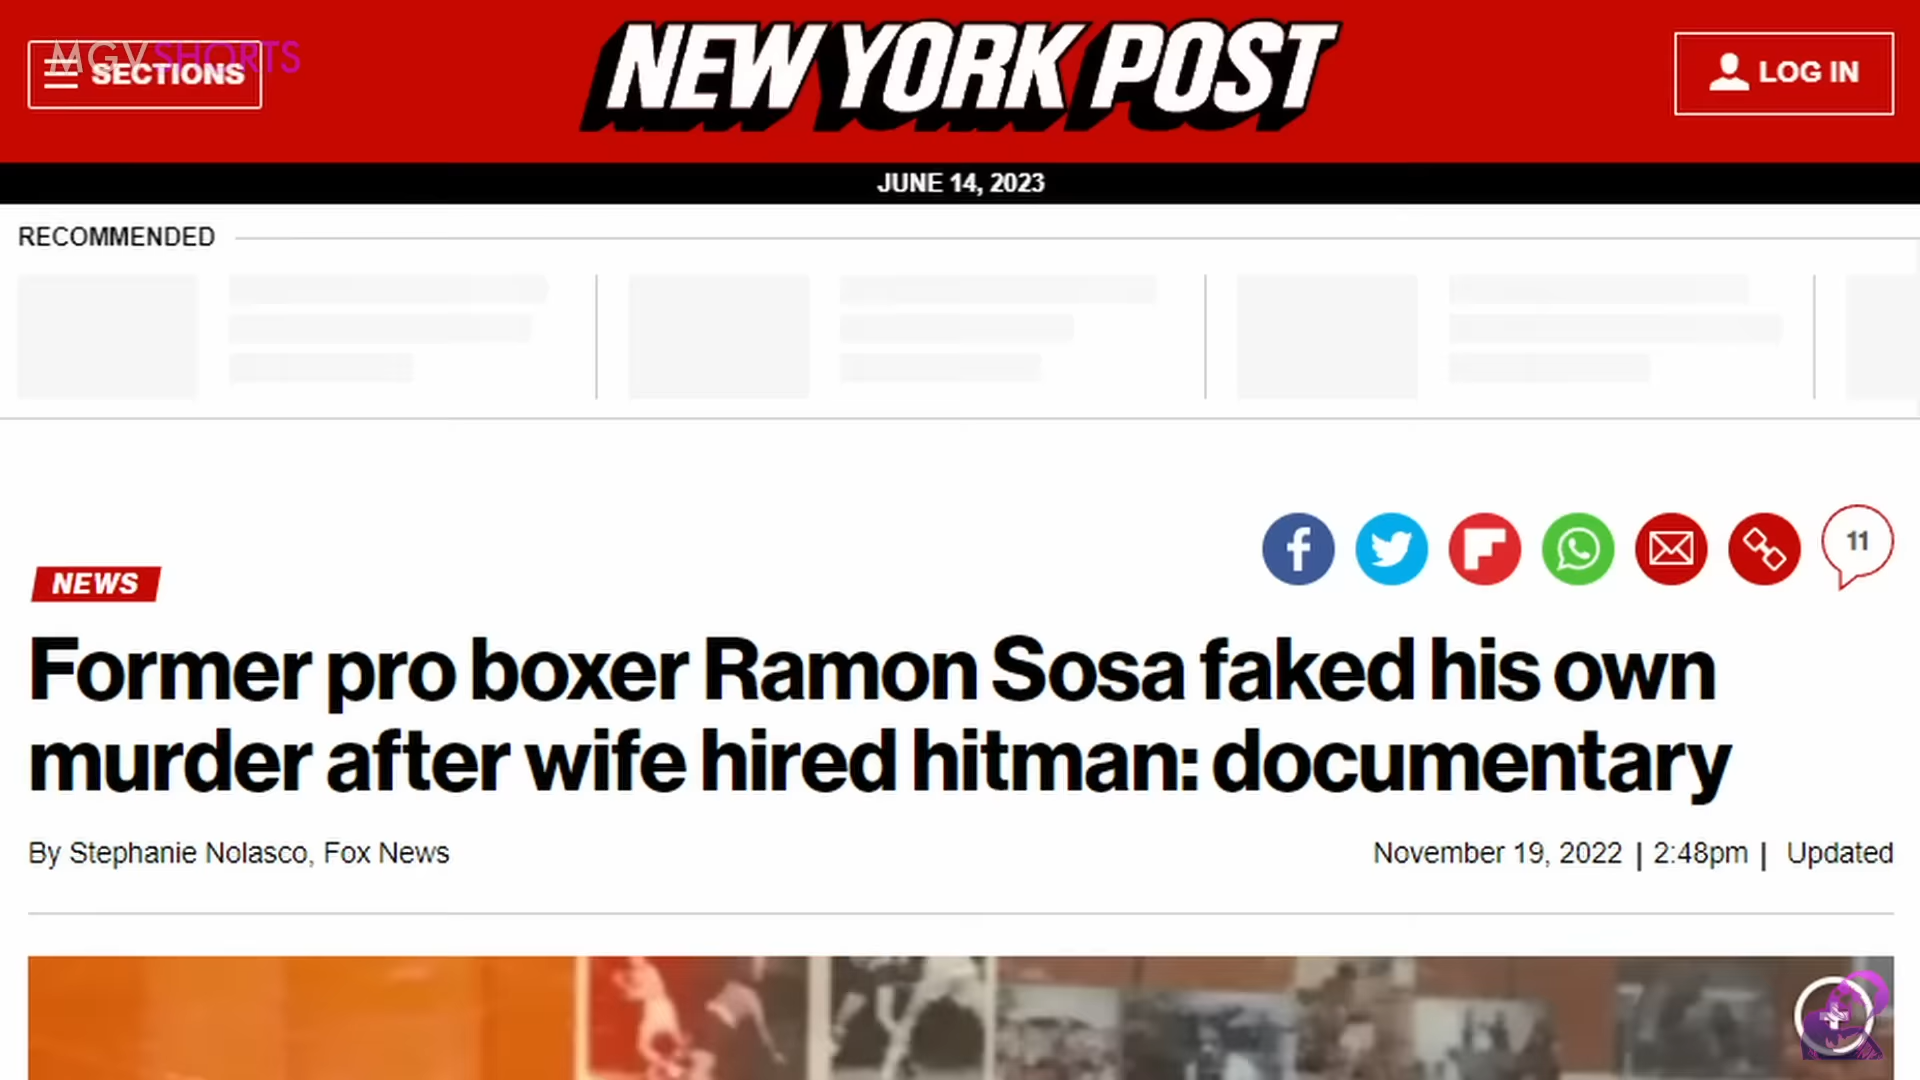 MGVSHORTS
SECTIONS
NEW YORK POST
LOG IN
JUNE 14, 2023
RECOMMENDED
11
NEWS
Former pro boxer Ramon Sosa faked his own
murder after wife hired hitman: documentary
By Stephanie Nolasco, Fox News
November 19, 2022 | 2:48pm | Updated